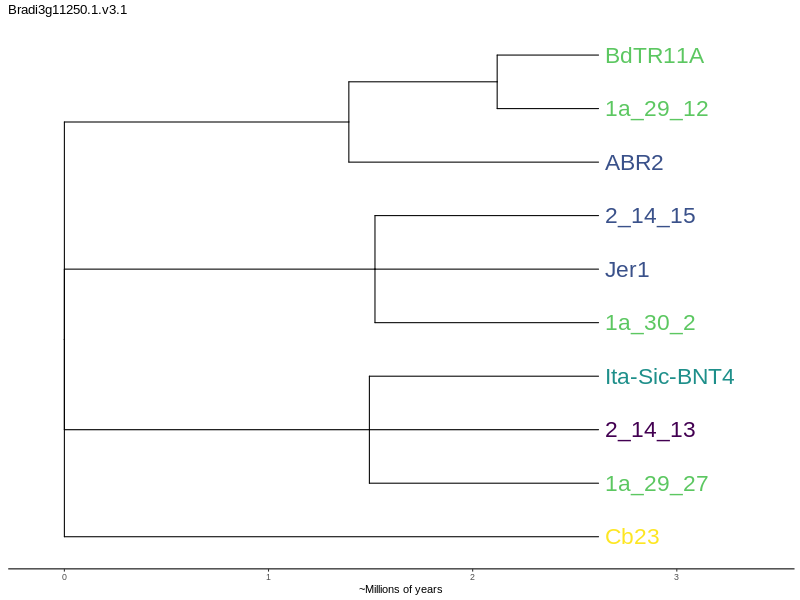 Bradi3g11250.1.v3.1
BdTR11A
1a_29_12
ABR2
2_14_15
Jer1
1a_30_2
Ita-Sic-BNT4
2_14_13
1a_29_27
Cb23
0 1 2 3
~Millions of years